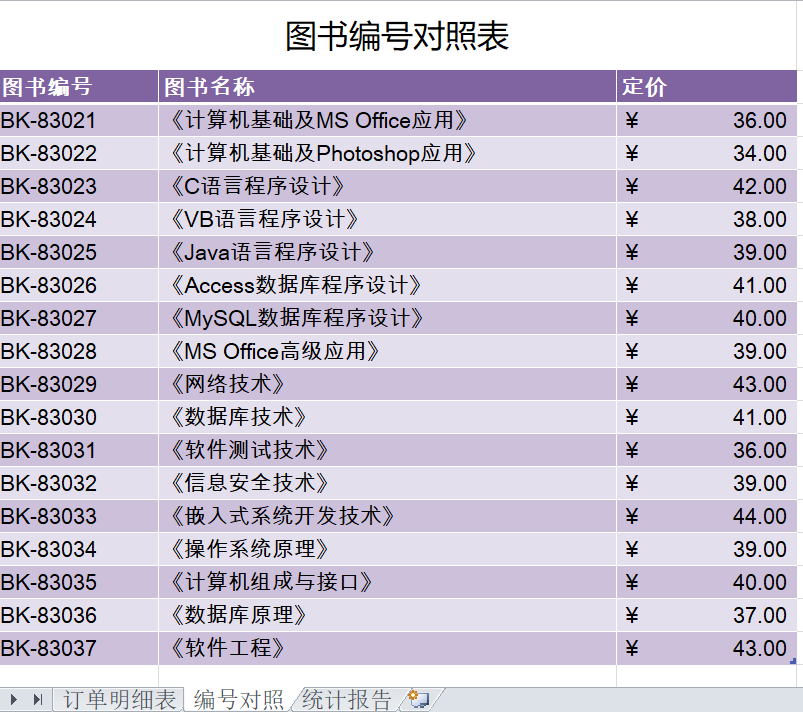 图书编号对照表
图书编号 图书名称 定价
BK-83021 《计算机基础及MS Office应用》 ¥ 36.00
BK-83022 《计算机基础及Photoshop应用》 ¥ 34.00
BK-83023 《C语言程序设计》 ¥ 42.00
BK-83024 《VB语言程序设计》 ¥ 38.00
BK-83025 《Java语言程序设计》 ¥ 39.00
BK-83026 《Access数据库程序设计》 ¥ 41.00
BK-83027 《MySQL数据库程序设计》 ¥ 40.00
BK-83028 《MS Office高级应用》 ¥ 39.00
BK-83029 《网络技术》 ¥ 43.00
BK-83030 《数据库技术》 ¥ 41.00
BK-83031 《软件测试技术》 ¥ 36.00
BK-83032 《信息安全技术》 ¥ 39.00
BK-83033 《嵌入式系统开发技术》 ¥ 44.00
BK-83034 《操作系统原理》 ¥ 39.00
BK-83035 《计算机组成与接口》 ¥ 40.00
BK-83036 《数据库原理》 ¥ 37.00
BK-83037 《软件工程》 ¥ 43.00
订单明细表 编号对照 统计报告